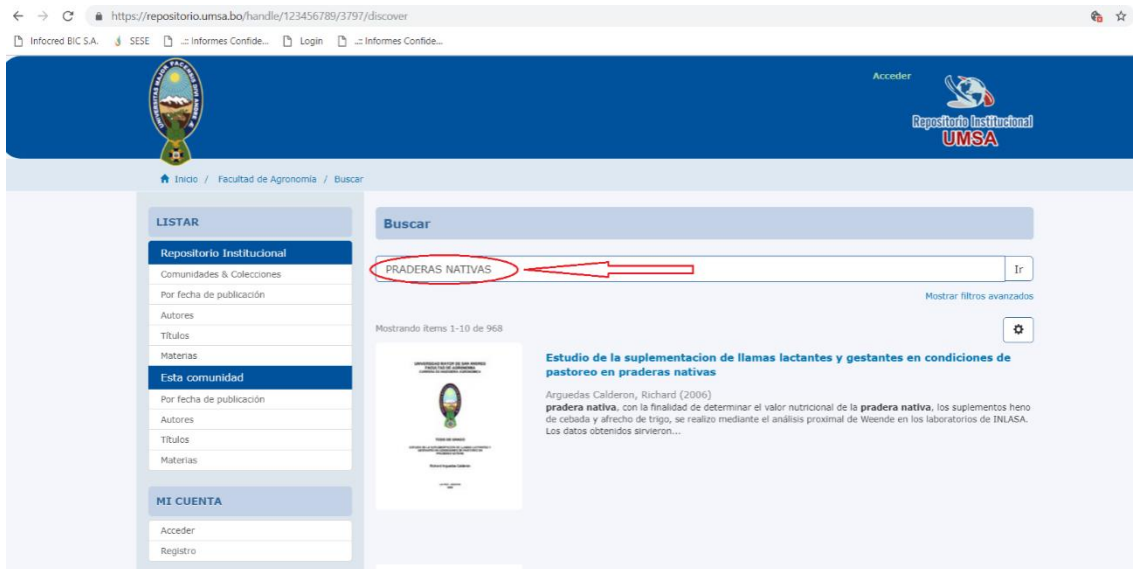 https://repositorio.umsa.bo/handle/123456789/3797/discover
Infocred BIC S.A. SESE ..:: Informes Confide... Login ..:: Informes Confide...
Acceder
Repositorio Institucional
UMSA
Inicio / Facultad de Agronomía / Buscar
LISTAR
Repositorio Institucional
Comunidades & Colecciones
Por fecha de publicación
Autores
Títulos
Materias
Esta comunidad
Por fecha de publicación
Autores
Títulos
Materias
MI CUENTA
Acceder
Registro
Buscar
PRADERAS NATIVAS
Ir
Mostrar filtros avanzados
Mostrando ítems 1-10 de 968
Estudio de la suplementacion de llamas lactantes y gestantes en condiciones de
pastoreo en praderas nativas
Arguedas Calderon, Richard (2006)
pradera nativa, con la finalidad de determinar el valor nutricional de la pradera nativa, los suplementos heno
de cebada y afrecho de trigo, se realizo mediante el análisis proximal de Weende en los laboratorios de INLASA.
Los datos obtenidos sirvieron...